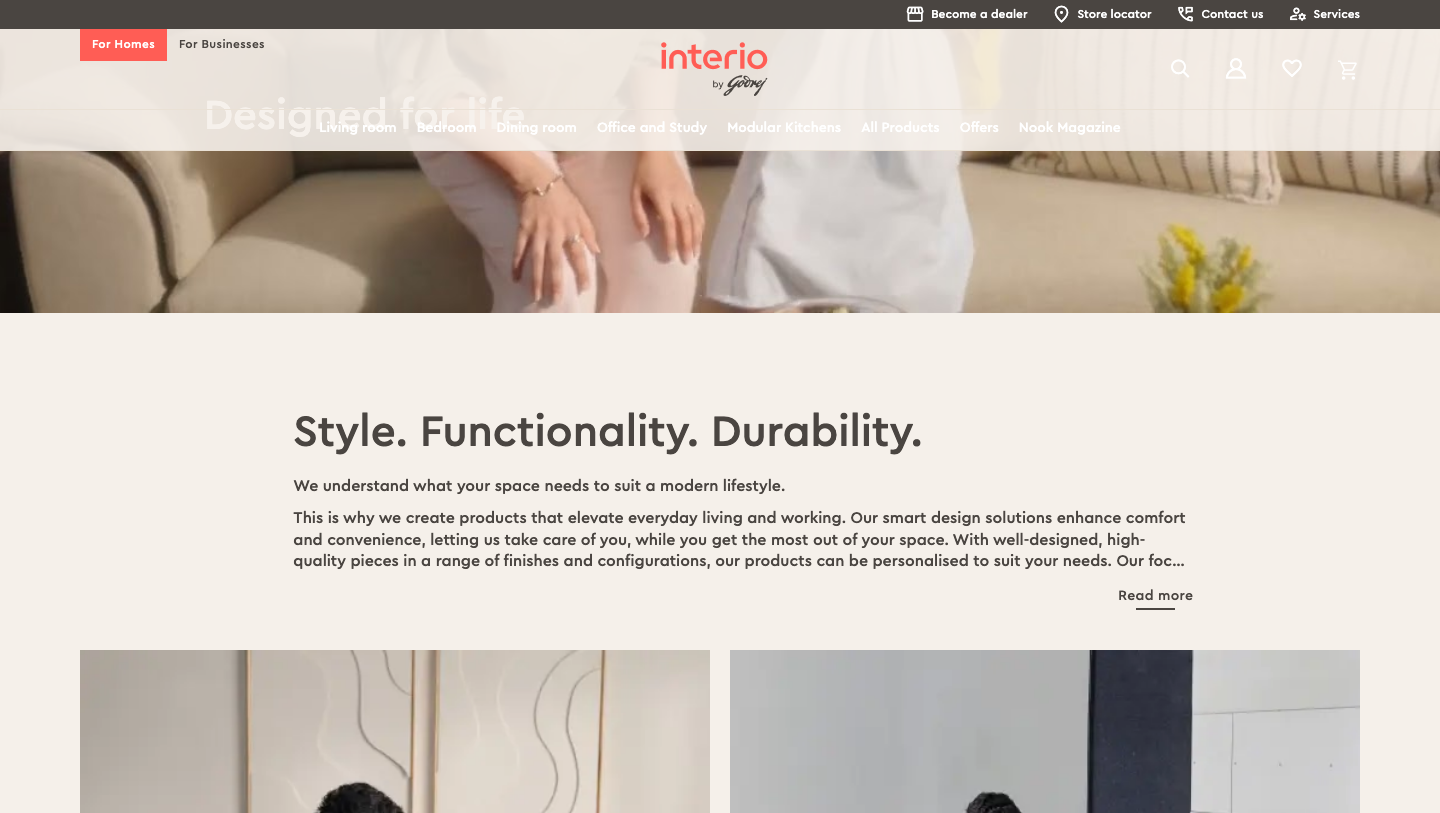 Become a dealer
Store locator
Contact us
Services
For Homes
For Businesses
interio
by Godrej
Designed for life
Living room
Bedroom
Dining room
Office and Study
Modular Kitchens
All Products
Offers
Nook Magazine
Style. Functionality. Durability.
We understand what your space needs to suit a modern lifestyle.
This is why we create products that elevate everyday living and working. Our smart design solutions enhance comfort
and convenience, letting us take care of you, while you get the most out of your space. With well-designed, high-
quality pieces in a range of finishes and configurations, our products can be personalised to suit your needs. Our foc...
Read more